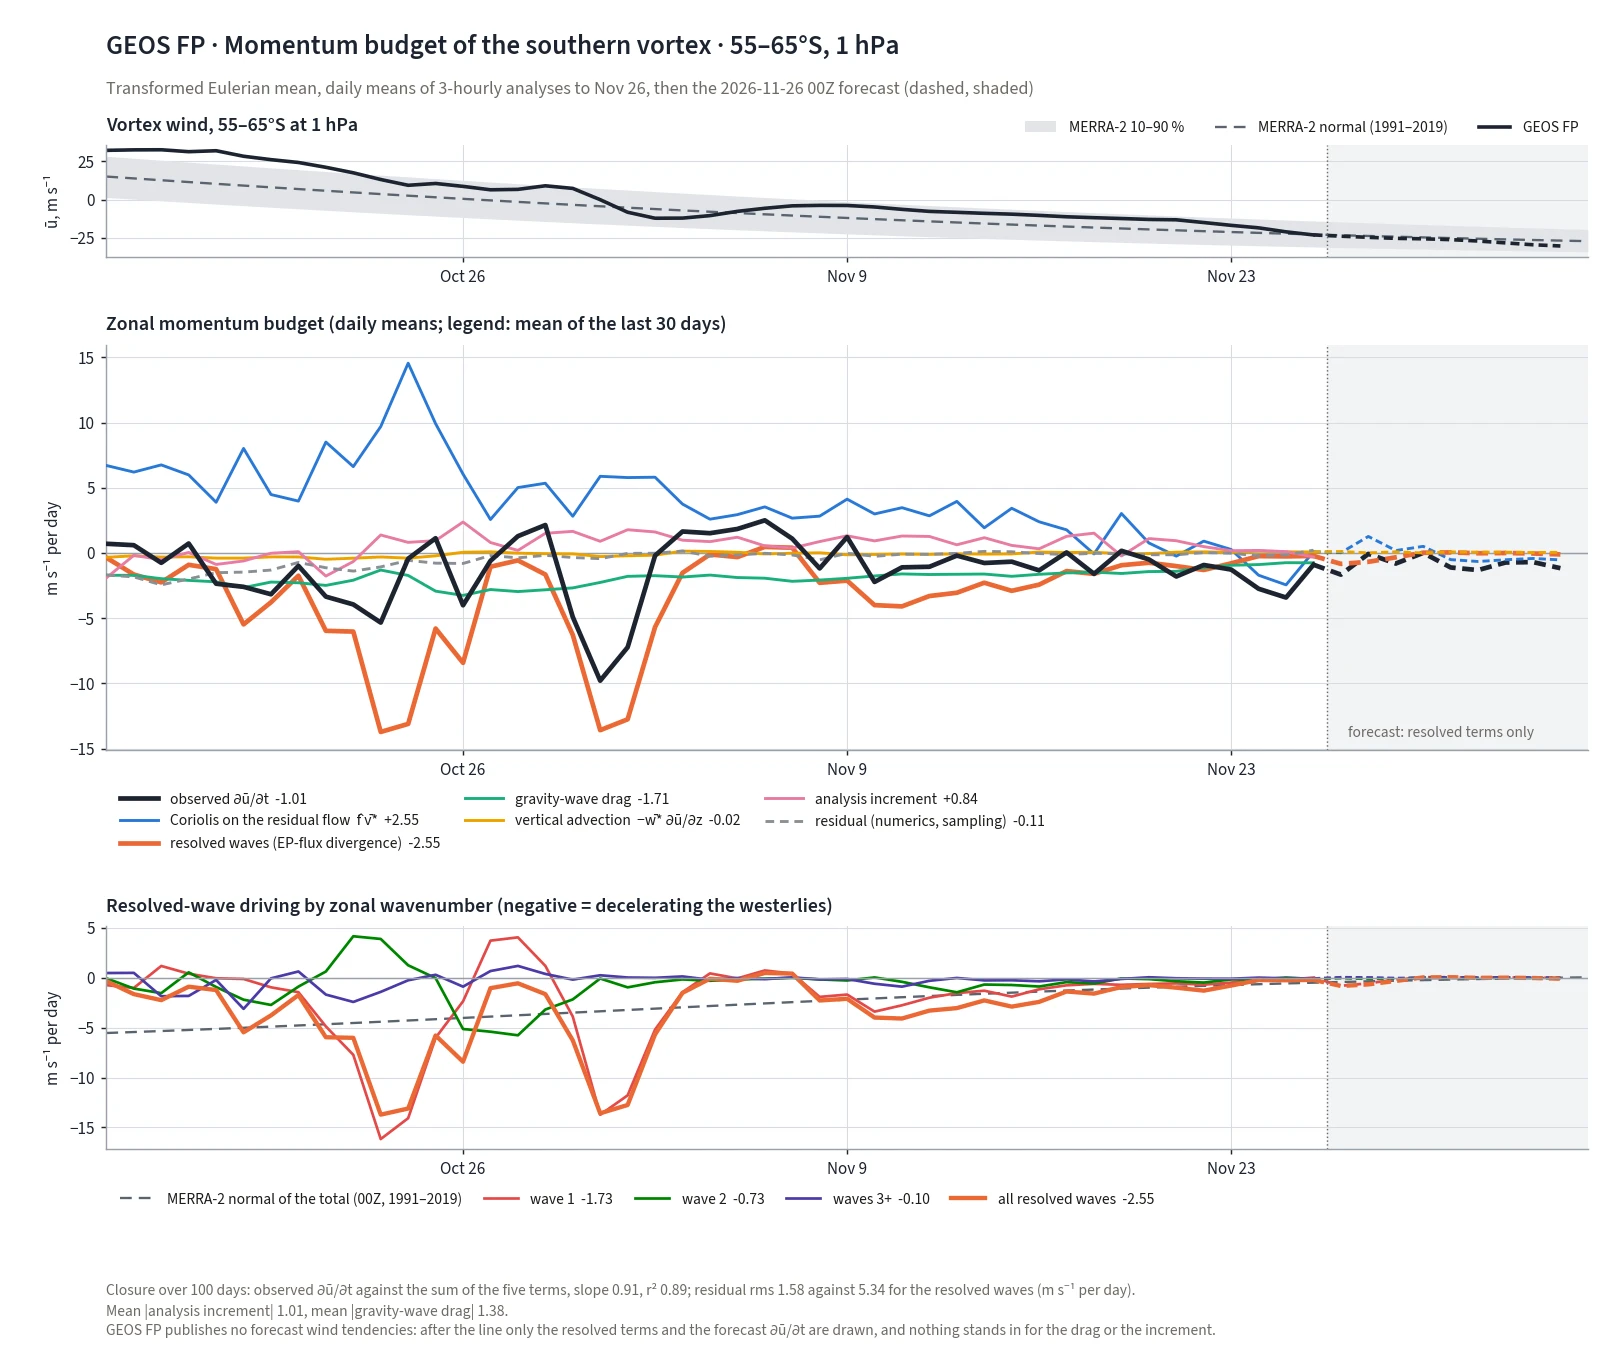 GEOS FP · Momentum budget of the southern vortex · 55–65°S, 1 hPa
Transformed Eulerian mean, daily means of 3-hourly analyses to Nov 26, then the 2026-11-26 00Z forecast (dashed, shaded)
Vortex wind, 55–65°S at 1 hPa
MERRA-2 10–90 %
MERRA-2 normal (1991–2019)
GEOS FP
ū, m s⁻¹
25
0
−25
Oct 26
Nov 9
Nov 23
Zonal momentum budget (daily means; legend: mean of the last 30 days)
m s⁻¹ per day
15
10
5
0
−5
−10
−15
forecast: resolved terms only
Oct 26
Nov 9
Nov 23
observed ∂ū/∂t -1.01
gravity-wave drag -1.71
analysis increment +0.84
Coriolis on the residual flow f v̄* +2.55
vertical advection −w̄* ∂ū/∂z -0.02
residual (numerics, sampling) -0.11
resolved waves (EP-flux divergence) -2.55
Resolved-wave driving by zonal wavenumber (negative = decelerating the westerlies)
m s⁻¹ per day
5
0
−5
−10
−15
Oct 26
Nov 9
Nov 23
MERRA-2 normal of the total (00Z, 1991–2019)
wave 1 -1.73
wave 2 -0.73
waves 3+ -0.10
all resolved waves -2.55
Closure over 100 days: observed ∂ū/∂t against the sum of the five terms, slope 0.91, r² 0.89; residual rms 1.58 against 5.34 for the resolved waves (m s⁻¹ per day).
Mean |analysis increment| 1.01, mean |gravity-wave drag| 1.38.
GEOS FP publishes no forecast wind tendencies: after the line only the resolved terms and the forecast ∂ū/∂t are drawn, and nothing stands in for the drag or the increment.